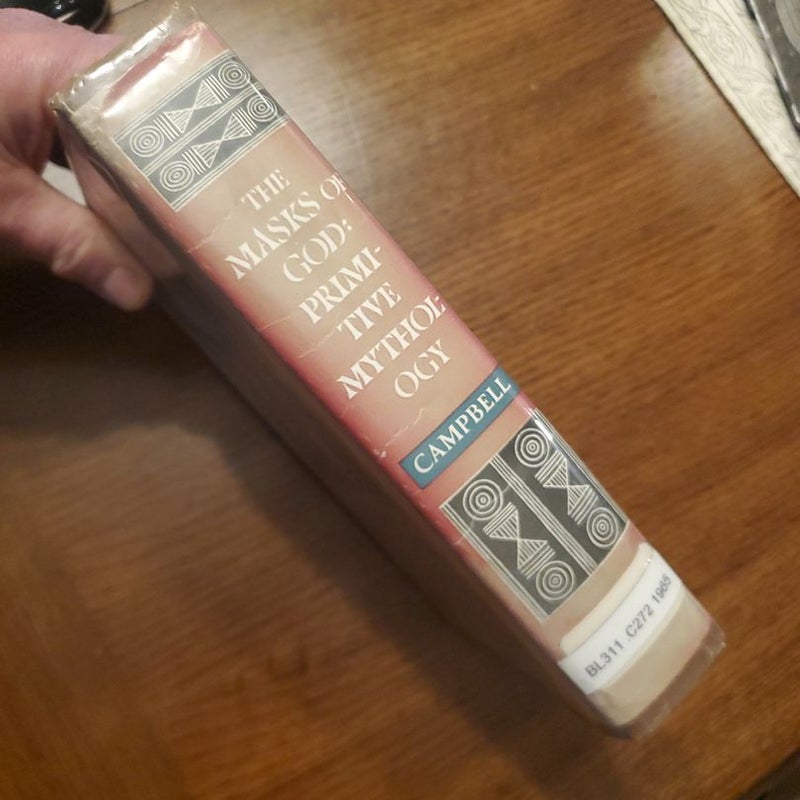 THE
MASKS OF
GOD:
PRIMI-
TIVE
MYTHOL-
OGY
CAMPBELL
BL311 .C272 1965